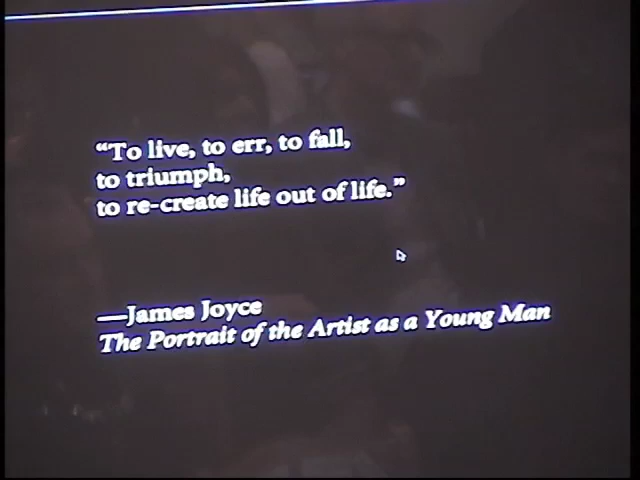 “To live, to err, to fall,
to triumph,
to re-create life out of life.”
—James Joyce
The Portrait of the Artist as a Young Man